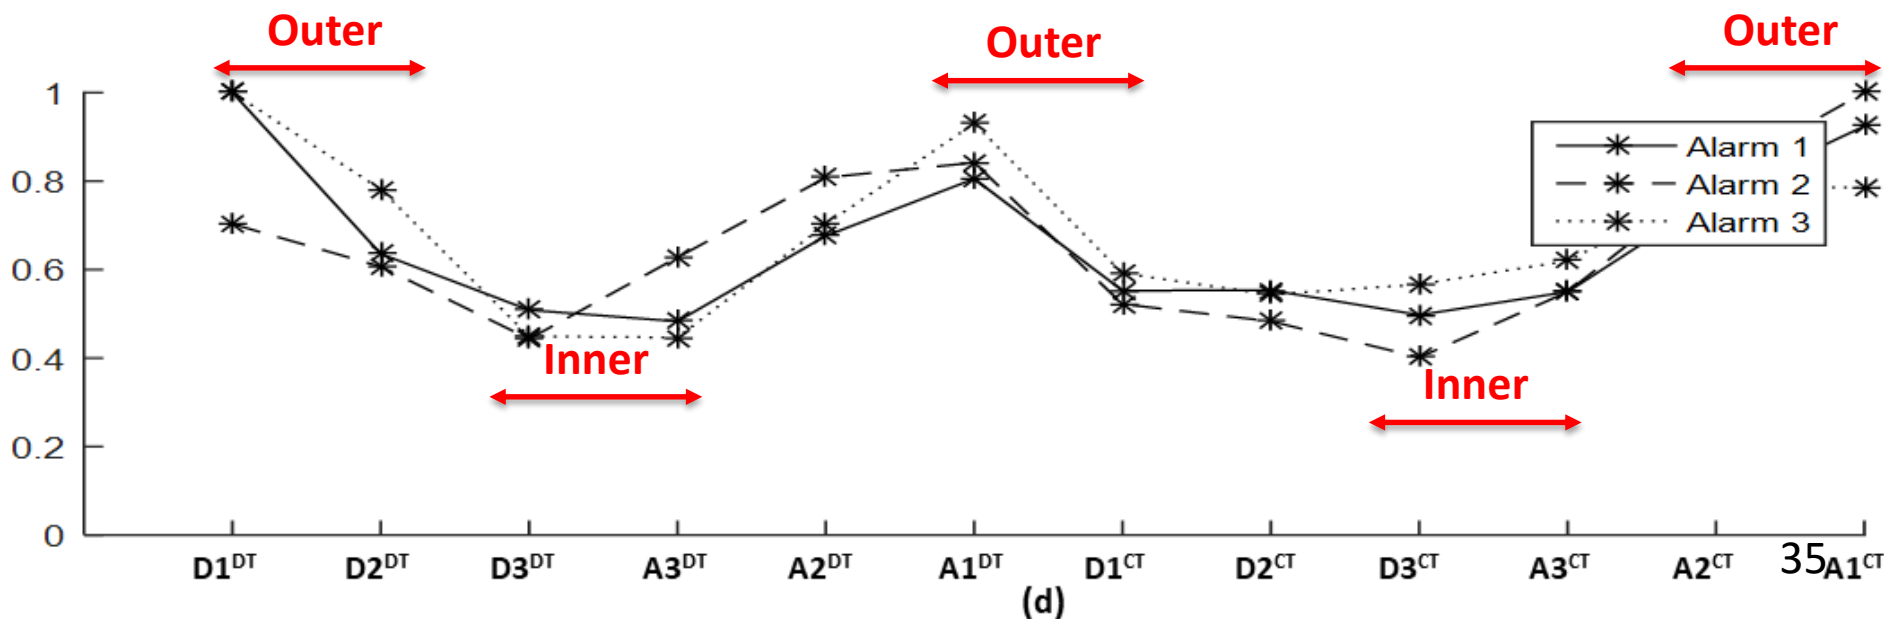 Outer
Outer
Outer
1
0.8
0.6
0.4
0.2
0
Alarm 1
Alarm 2
Alarm 3
Inner
Inner
D1ᴰᵀ D2ᴰᵀ D3ᴰᵀ A3ᴰᵀ A2ᴰᵀ A1ᴰᵀ D1ᶜᵀ D2ᶜᵀ D3ᶜᵀ A3ᶜᵀ A2ᶜᵀ A1ᶜᵀ
35
(d)